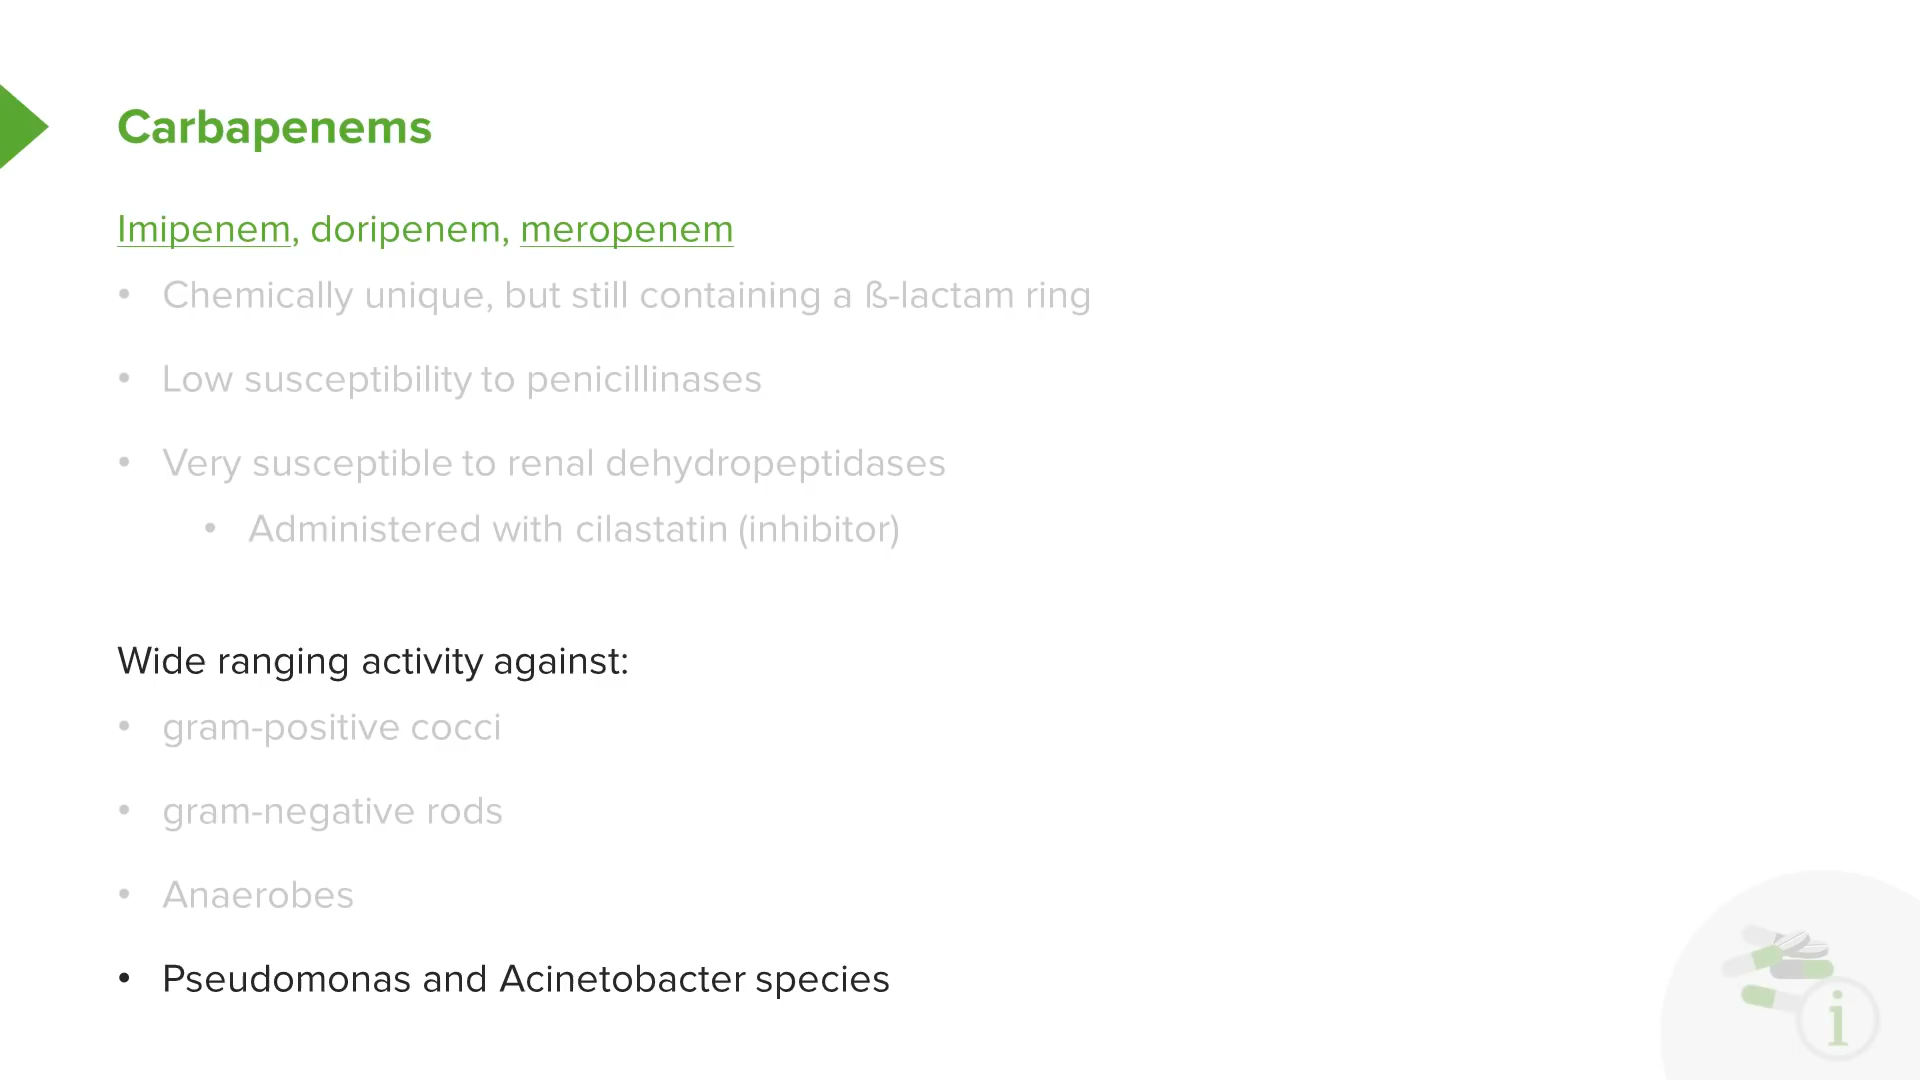 Carbapenems
Imipenem, doripenem, meropenem
• Chemically unique, but still containing a ß-lactam ring
• Low susceptibility to penicillinases
• Very susceptible to renal dehydropeptidases
• Administered with cilastatin (inhibitor)
Wide ranging activity against:
• gram-positive cocci
• gram-negative rods
• Anaerobes
• Pseudomonas and Acinetobacter species
i